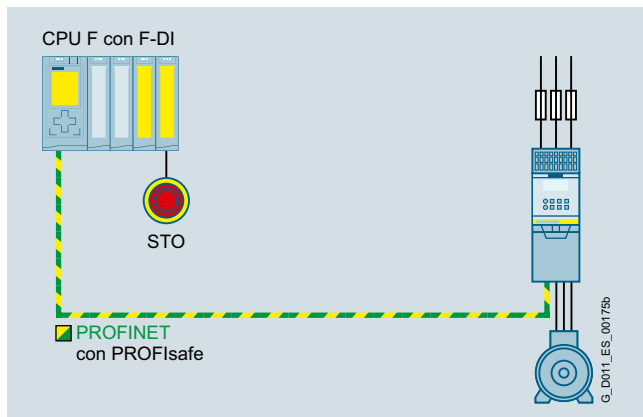 CPU F con F-DI
STO
PROFINET
con PROFIsafe
G_D011_ES_00175b